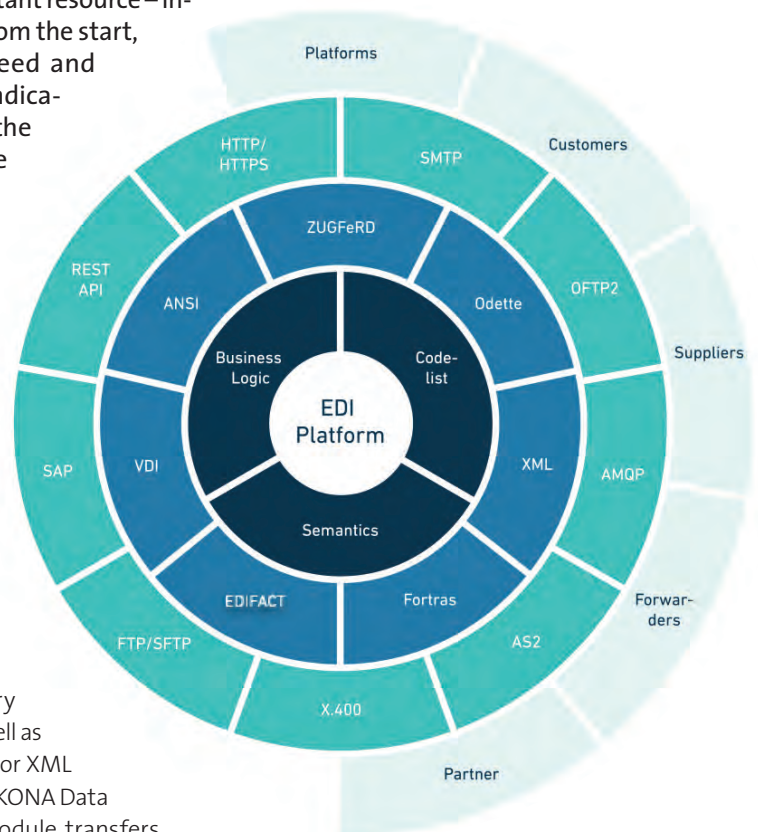 tant resource – in-
om the start,
eed and
ndica-
the
e
Platforms
Customers
Suppliers
Forwar-
ders
Partner
HTTP/
HTTPS
SMTP
OFTP2
AMQP
AS2
X.400
FTP/SFTP
SAP
REST
API
ZUGFeRD
Odette
XML
Fortras
EDIFACT
VDI
ANSI
Business
Logic
Code-
list
Semantics
EDI
Platform
ry
ell as
or XML
KONA Data
odule transfers